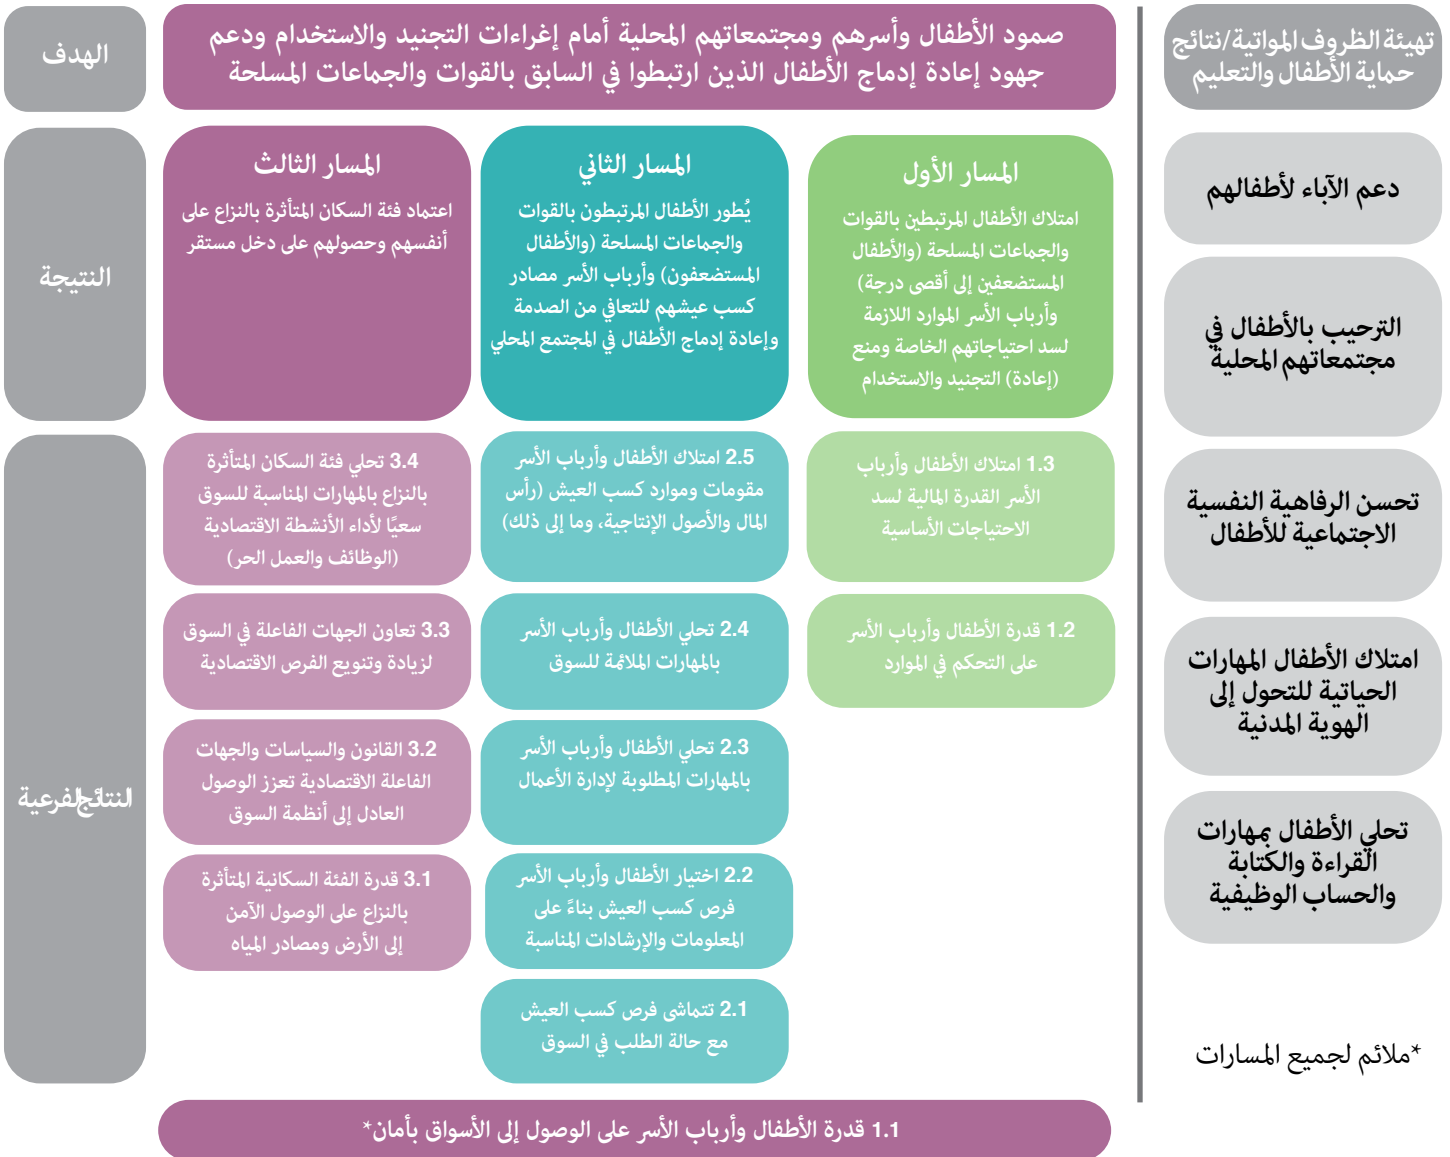 تهيئة الظروف المواتية/نتائج
حماية الأطفال والتعليم
دعم الآباء لأطفالهم
الترحيب بالأطفال في
مجتمعاتهم المحلية
تحسن الرفاهية النفسية
الاجتماعية للأطفال
امتلاك الأطفال المهارات
الحياتية للتحول إلى
الهوية المدنية
تحلي الأطفال بمهارات
القراءة والكتابة
والحساب الوظيفية
*ملائم لجميع المسارات
صمود الأطفال وأسرهم ومجتمعاتهم المحلية أمام إغراءات التجنيد والاستخدام ودعم
جهود إعادة إدماج الأطفال الذين ارتبطوا في السابق بالقوات والجماعات المسلحة
الهدف
المسار الأول
امتلاك الأطفال المرتبطين بالقوات
والجماعات المسلحة (والأطفال
المستضعفين إلى أقصى درجة)
وأرباب الأسر الموارد اللازمة
لسد احتياجاتهم الخاصة ومنع
(إعادة) التجنيد والاستخدام
المسار الثاني
يُطور الأطفال المرتبطون بالقوات
والجماعات المسلحة (والأطفال
المستضعفون) وأرباب الأسر مصادر
كسب عيشهم للتعافي من الصدمة
وإعادة إدماج الأطفال في المجتمع المحلي
المسار الثالث
اعتماد فئة السكان المتأثرة بالنزاع على
أنفسهم وحصولهم على دخل مستقر
النتيجة
1.3 امتلاك الأطفال وأرباب
الأسر القدرة المالية لسد
الاحتياجات الأساسية
1.2 قدرة الأطفال وأرباب الأسر
على التحكم في الموارد
2.5 امتلاك الأطفال وأرباب الأسر
مقومات وموارد كسب العيش (رأس
المال والأصول الإنتاجية، وما إلى ذلك)
2.4 تحلي الأطفال وأرباب الأسر
بالمهارات الملائمة للسوق
2.3 تحلي الأطفال وأرباب الأسر
بالمهارات المطلوبة لإدارة الأعمال
2.2 اختيار الأطفال وأرباب الأسر
فرص كسب العيش بناءً على
المعلومات والإرشادات المناسبة
2.1 تتماشى فرص كسب العيش
مع حالة الطلب في السوق
3.4 تحلي فئة السكان المتأثرة
بالنزاع بالمهارات المناسبة للسوق
سعيًا لأداء الأنشطة الاقتصادية
(الوظائف والعمل الحر)
3.3 تعاون الجهات الفاعلة في السوق
لزيادة وتنويع الفرص الاقتصادية
3.2 القانون والسياسات والجهات
الفاعلة الاقتصادية تعزز الوصول
العادل إلى أنظمة السوق
3.1 قدرة الفئة السكانية المتأثرة
بالنزاع على الوصول الآمن
إلى الأرض ومصادر المياه
النتائج الفرعية
1.1 قدرة الأطفال وأرباب الأسر على الوصول إلى الأسواق بأمان*